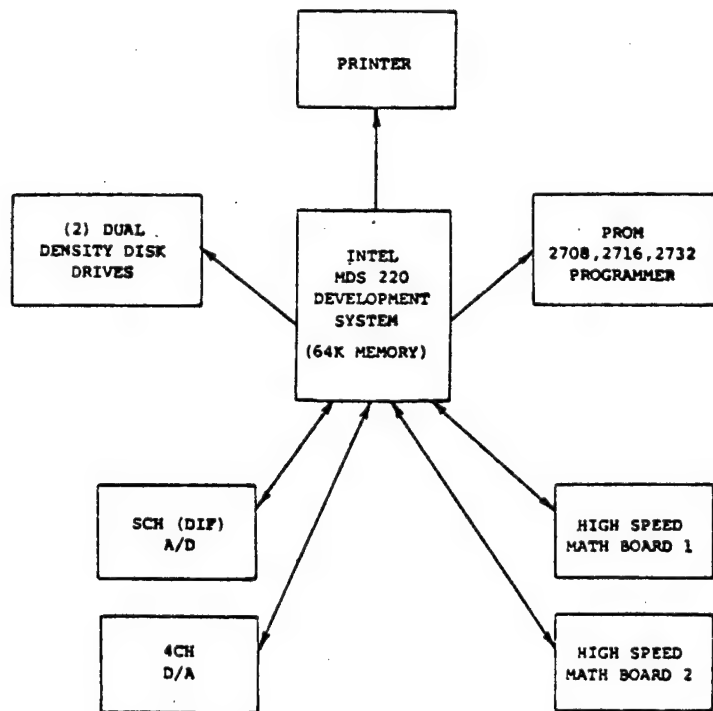 PRINTER
(2) DUAL
DENSITY DISK
DRIVES
INTEL
MDS 220
DEVELOPMENT
SYSTEM
(64K MEMORY)
PROM
2708,2716,2732
PROGRAMMER
SCH (DIF)
A/D
HIGH SPEED
MATH BOARD 1
4CH
D/A
HIGH SPEED
MATH BOARD 2